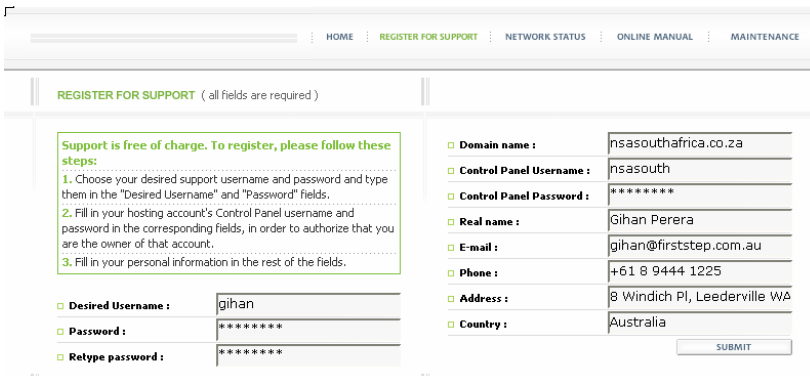 HOME REGISTER FOR SUPPORT NETWORK STATUS ONLINE MANUAL MAINTENANCE
REGISTER FOR SUPPORT ( all fields are required )
Support is free of charge. To register, please follow these
steps:
1. Choose your desired support username and password and type
them in the "Desired Username" and "Password" fields.
2. Fill in your hosting account's Control Panel username and
password in the corresponding fields, in order to authorize that you
are the owner of that account.
3. Fill in your personal information in the rest of the fields.
Desired Username : gihan
Password : ********
Retype password : ********
Domain name : nsasouthafrica.co.za
Control Panel Username : nsasouth
Control Panel Password : ********
Real name : Gihan Perera
E-mail : gihan@firststep.com.au
Phone : +61 8 9444 1225
Address : 8 Windich Pl, Leederville WA
Country : Australia
SUBMIT